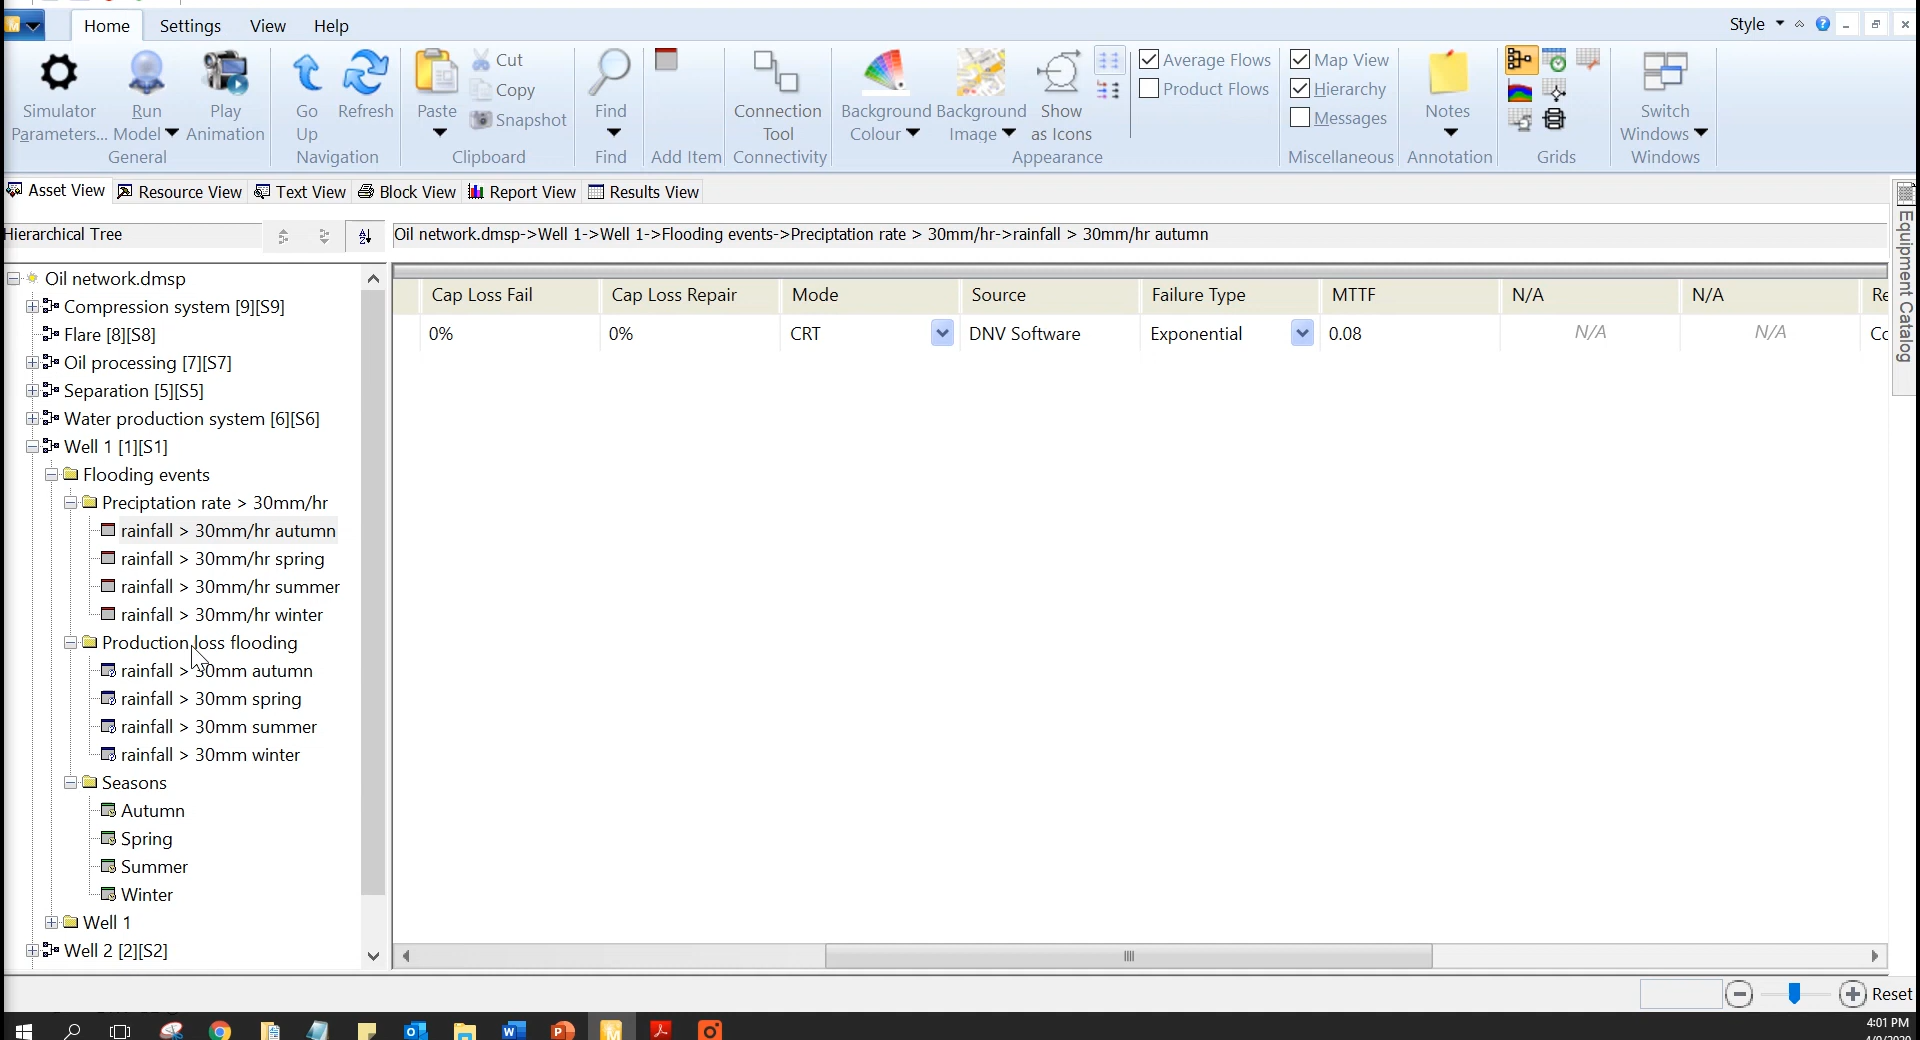 Home Settings View Help Style
Simulator Parameters... Run Model Play Animation General
Go Up Refresh Navigation
Paste Cut Copy Snapshot Clipboard
Find Find
Add Item
Connection Tool Connectivity
Background Colour Background Image Show as Icons Appearance
Average Flows
Product Flows
Map View
Hierarchy
Messages
Miscellaneous
Notes Annotation
Grids
Switch Windows Windows
Asset View Resource View Text View Block View Report View Results View
Equipment Catalog
Hierarchical Tree
Oil network.dmsp->Well 1->Well 1->Flooding events->Preciptation rate > 30mm/hr->rainfall > 30mm/hr autumn
Oil network.dmsp
Compression system [9][S9]
Flare [8][S8]
Oil processing [7][S7]
Separation [5][S5]
Water production system [6][S6]
Well 1 [1][S1]
Flooding events
Preciptation rate > 30mm/hr
rainfall > 30mm/hr autumn
rainfall > 30mm/hr spring
rainfall > 30mm/hr summer
rainfall > 30mm/hr winter
Production loss flooding
rainfall > 30mm autumn
rainfall > 30mm spring
rainfall > 30mm summer
rainfall > 30mm winter
Seasons
Autumn
Spring
Summer
Winter
Well 1
Well 2 [2][S2]
Cap Loss Fail Cap Loss Repair Mode Source Failure Type MTTF N/A N/A
0% 0% CRT DNV Software Exponential 0.08 N/A N/A
Reset
4:01 PM